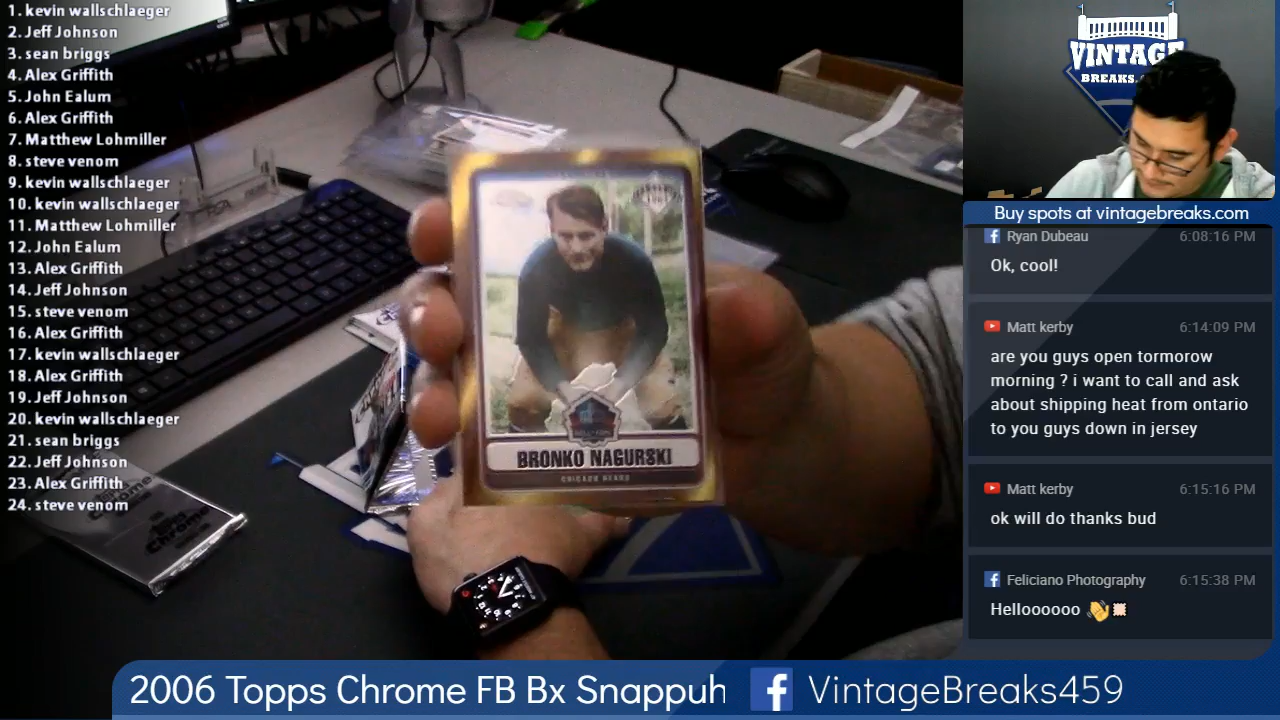 1. kevin wallschlaeger
2. Jeff Johnson
3. sean briggs
4. Alex Griffith
5. John Ealum
6. Alex Griffith
7. Matthew Lohmiller
8. steve venom
9. kevin wallschlaeger
10. kevin wallschlaeger
11. Matthew Lohmiller
12. John Ealum
13. Alex Griffith
14. Jeff Johnson
15. steve venom
16. Alex Griffith
17. kevin wallschlaeger
18. Alex Griffith
19. Jeff Johnson
20. kevin wallschlaeger
21. sean briggs
22. Jeff Johnson
23. Alex Griffith
24. steve venom
BRONKO NAGURSKI
CHICAGO BEARS
Chrome
VINTAGE
BREAKS.
Buy spots at vintagebreaks.com
Ryan Dubeau 6:08:16 PM
Ok, cool!
Matt kerby 6:14:09 PM
are you guys open tormorow
morning ? i want to call and ask
about shipping heat from ontario
to you guys down in jersey
Matt kerby 6:15:16 PM
ok will do thanks bud
Feliciano Photography 6:15:38 PM
Helloooooo 👋
2006 Topps Chrome FB Bx Snappuh
VintageBreaks459